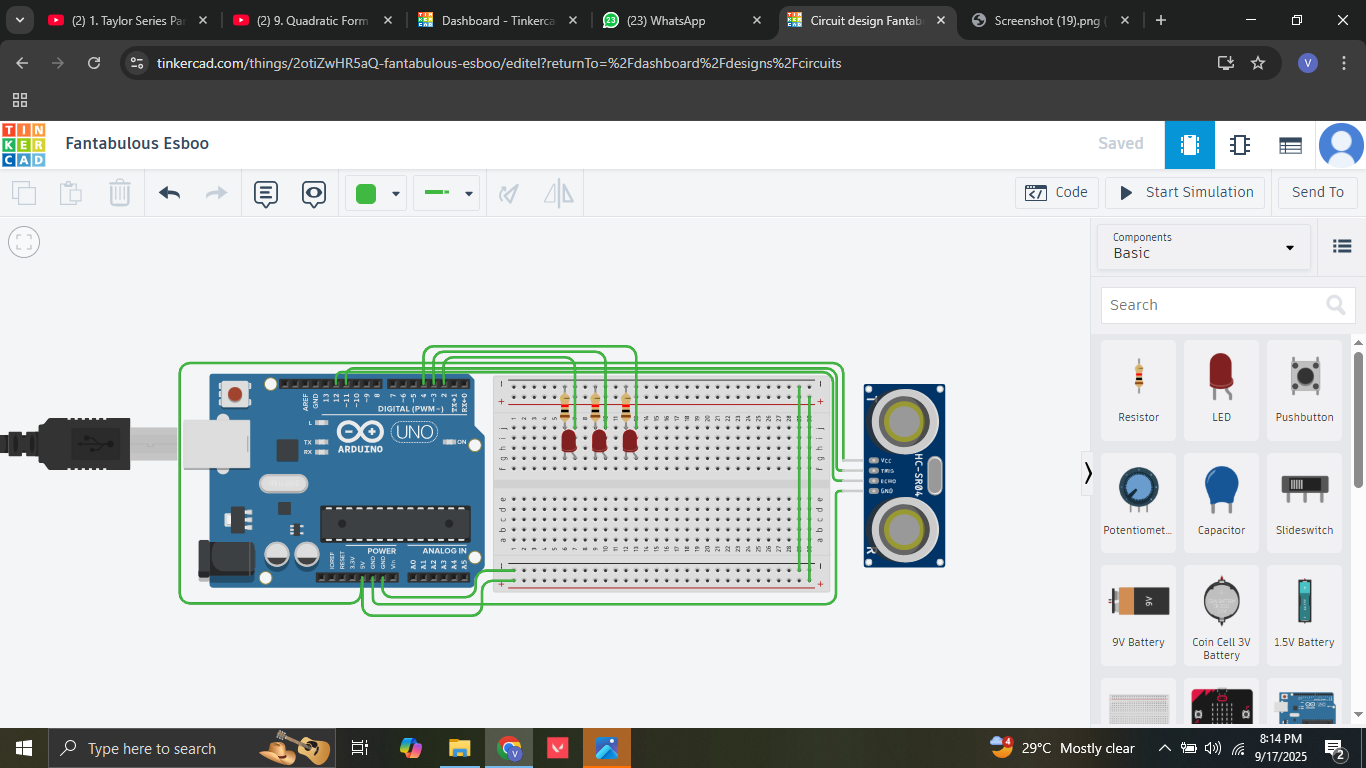 (2) 1. Taylor Series Par
(2) 9. Quadratic Form
Dashboard - Tinkerca
(23) WhatsApp
Circuit design Fantab
Screenshot (19).png (
tinkercad.com/things/2otiZwHR5aQ-fantabulous-esboo/editel?returnTo=%2Fdashboard%2Fdesigns%2Fcircuits
V
TIN
KER
CAD
Fantabulous Esboo
Saved
Code
Start Simulation
Send To
Components
Basic
Search
Resistor
LED
Pushbutton
Potentiomet...
Capacitor
Slideswitch
9V
9V Battery
Coin Cell 3V
Battery
1.5V Battery
AREF
GND
13
12
~11
~10
~9
8
7
~6
~5
4
~3
2
TX→1
RX←0
DIGITAL (PWM~)
L
TX
RX
UNO
ARDUINO
ON
POWER
ANALOG IN
IOREF
RESET
3.3V
5V
GND
GND
Vin
A0
A1
A2
A3
A4
A5
T
VCC
TRIG
ECHO
GND
HC-SR04
R
Type here to search
29°C Mostly clear
8:14 PM
9/17/2025